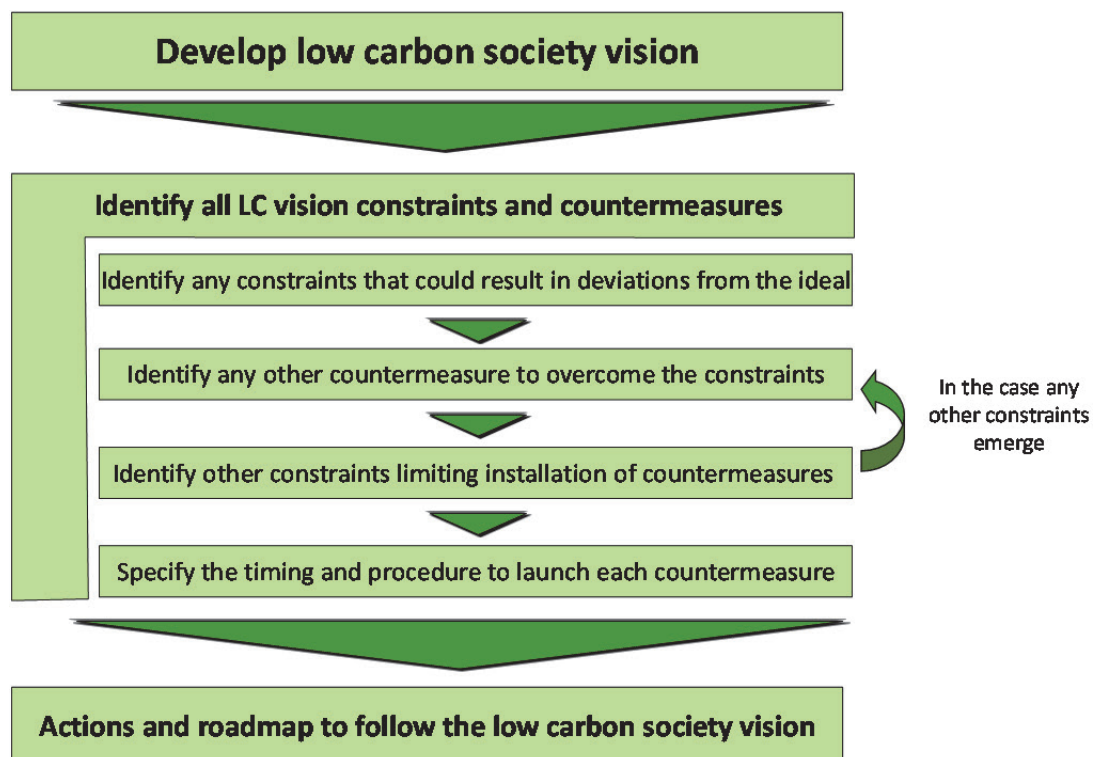 Develop low carbon society vision
Identify all LC vision constraints and countermeasures
Identify any constraints that could result in deviations from the ideal
Identify any other countermeasure to overcome the constraints
In the case any
other constraints
emerge
Identify other constraints limiting installation of countermeasures
Specify the timing and procedure to launch each countermeasure
Actions and roadmap to follow the low carbon society vision